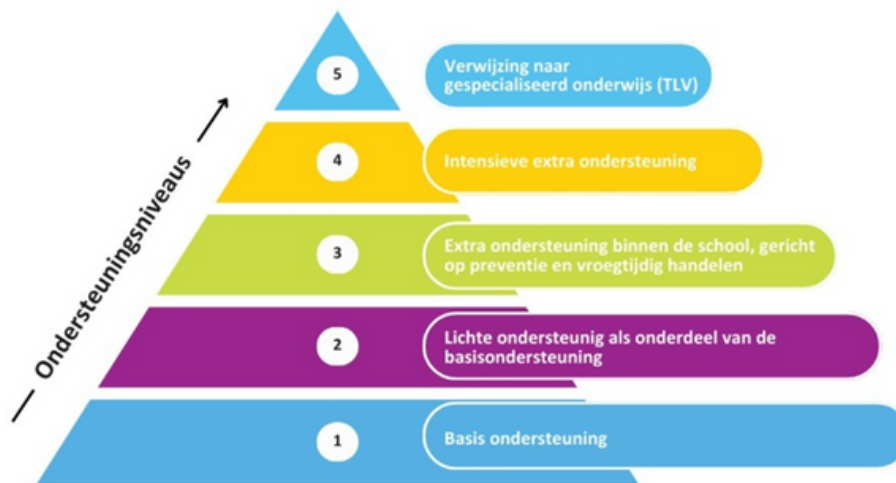 Ondersteuningsniveaus
5
Verwijzing naar
gespecialiseerd onderwijs (TLV)
4
Intensieve extra ondersteuning
3
Extra ondersteuning binnen de school, gericht
op preventie en vroegtijdig handelen
2
Lichte ondersteunig als onderdeel van de
basisondersteuning
1
Basis ondersteuning